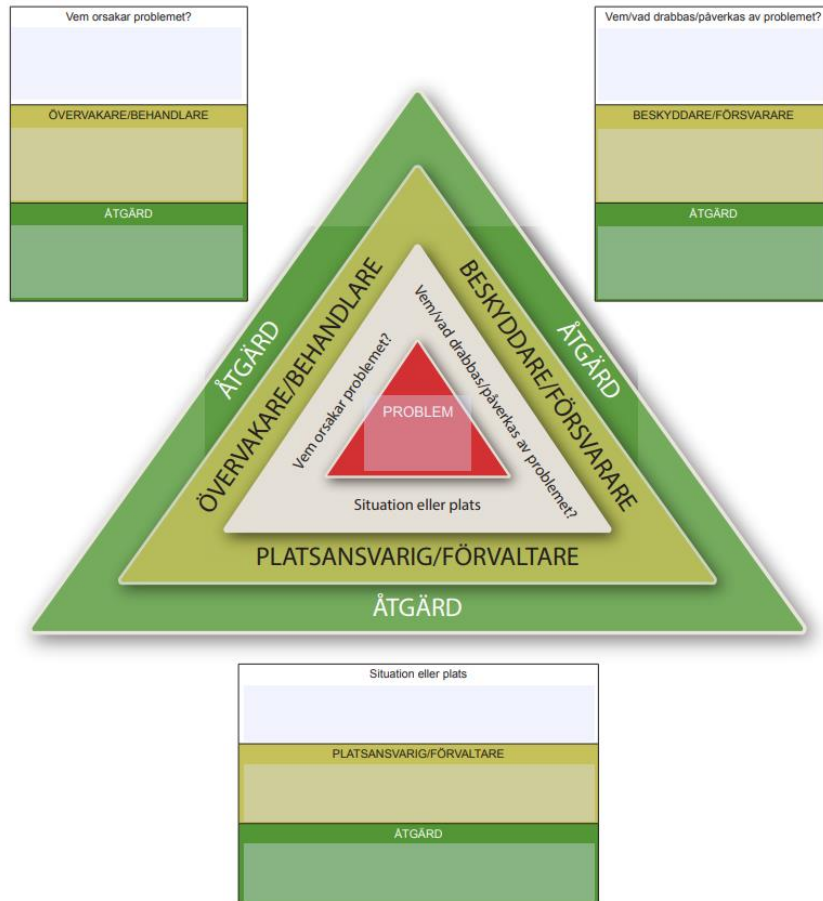 Vem orsakar problemet?
ÖVERVAKARE/BEHANDLARE
ÅTGÄRD
Vem/vad drabbas/påverkas av problemet?
BESKYDDARE/FÖRSVARARE
ÅTGÄRD
ÅTGÄRD
ÖVERVAKARE/BEHANDLARE
Vem orsakar problemet?
PROBLEM
Vem/vad drabbas/påverkas av problemet?
BESKYDDARE/FÖRSVARARE
ÅTGÄRD
Situation eller plats
PLATSANSVARIG/FÖRVALTARE
ÅTGÄRD
Situation eller plats
PLATSANSVARIG/FÖRVALTARE
ÅTGÄRD